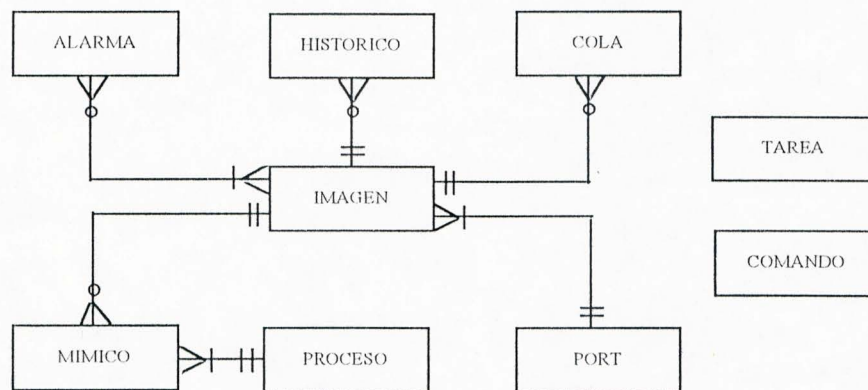 ALARMA
HISTORICO
COLA
TAREA
IMAGEN
COMANDO
MIMICO
PROCESO
PORT